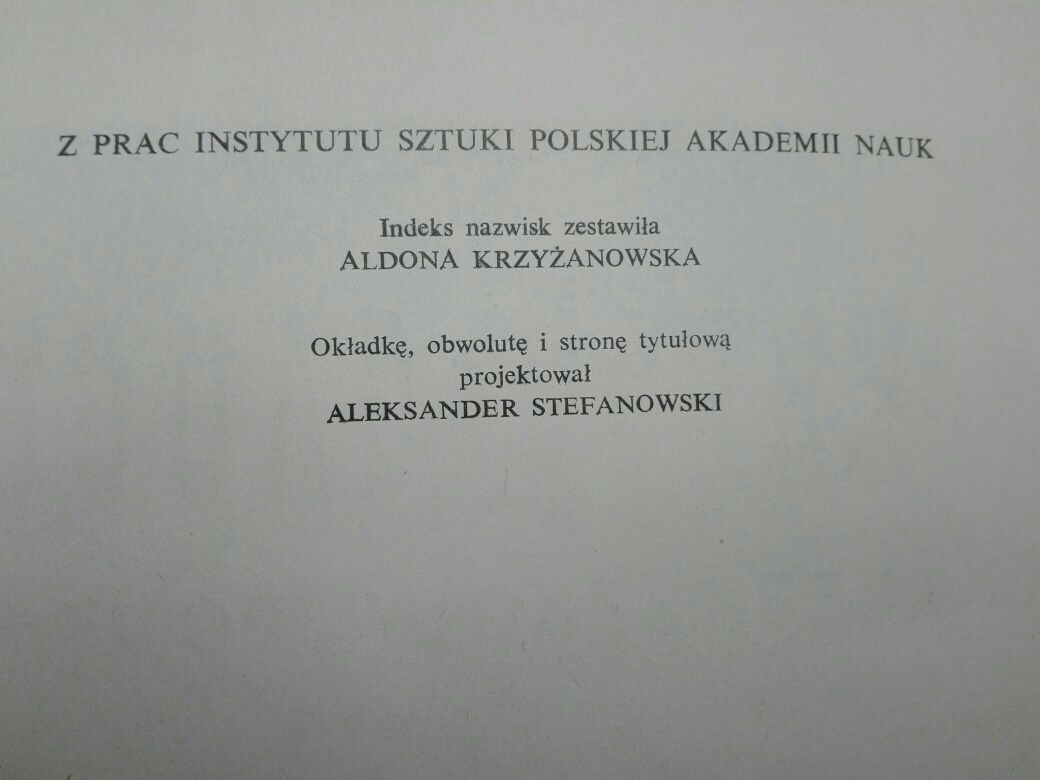 Z PRAC INSTYTUTU SZTUKI POLSKIEJ AKADEMII NAUK
Indeks nazwisk zestawiła
ALDONA KRZYŻANOWSKA
Okładkę, obwolutę i stronę tytułową
projektował
ALEKSANDER STEFANOWSKI